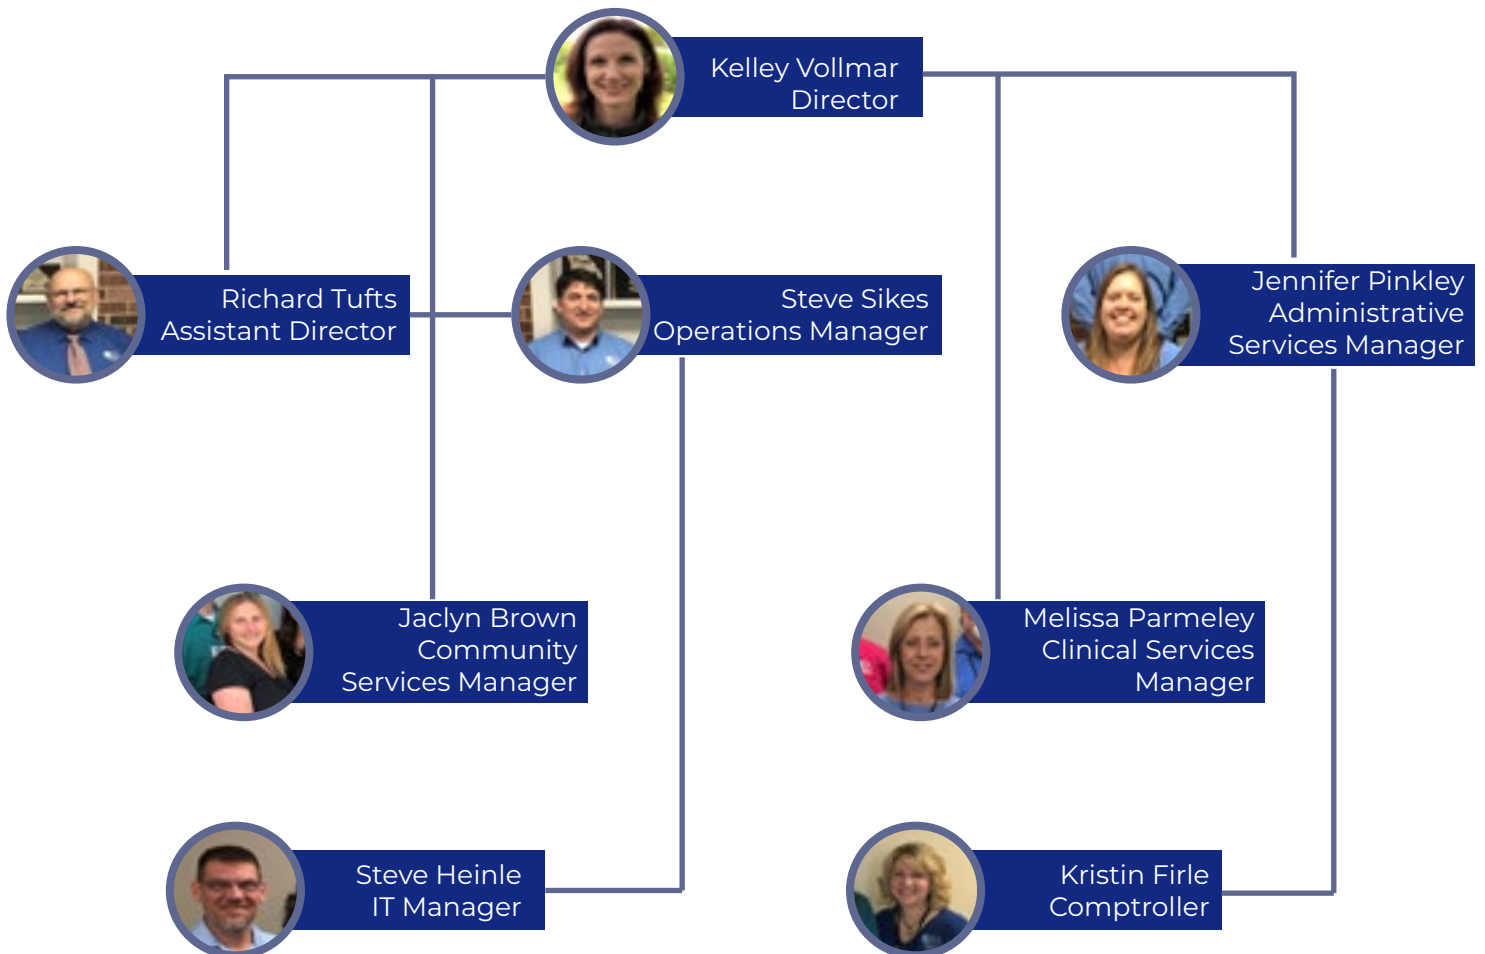 Kelley Vollmar
Director
Richard Tufts
Assistant Director
Steve Sikes
Operations Manager
Jennifer Pinkley
Administrative
Services Manager
Jaclyn Brown
Community
Services Manager
Melissa Parmeley
Clinical Services
Manager
Steve Heinle
IT Manager
Kristin Firle
Comptroller